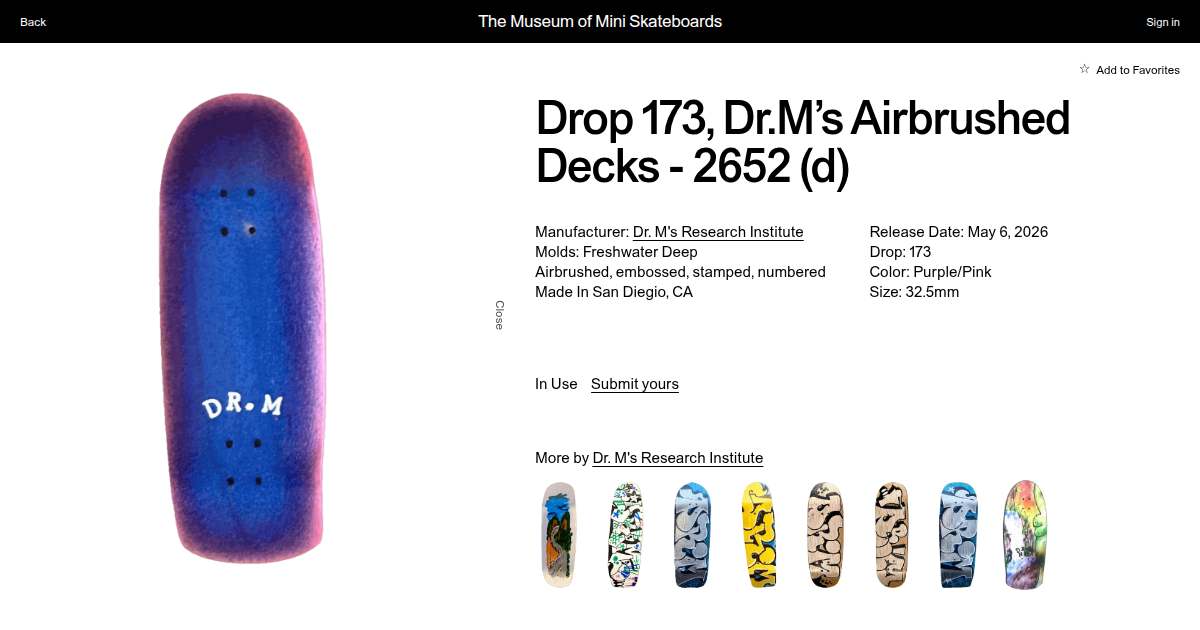 Back
The Museum of Mini Skateboards
Sign in
☆ Add to Favorites
Drop 173, Dr.M’s Airbrushed
Decks - 2652 (d)
Manufacturer: Dr. M's Research Institute
Molds: Freshwater Deep
Airbrushed, embossed, stamped, numbered
Made In San Diegio, CA
Release Date: May 6, 2026
Drop: 173
Color: Purple/Pink
Size: 32.5mm
Close
DR. M
In Use Submit yours
More by Dr. M's Research Institute